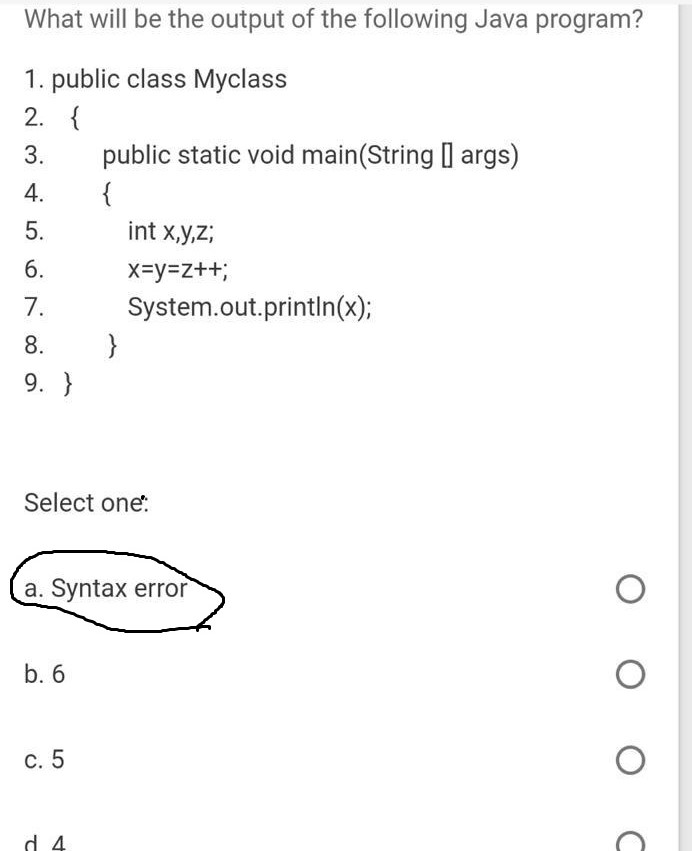 What will be the output of the following Java program?
1. public class Myclass
2. {
3. public static void main(String [] args)
4. {
5. int x,y,z;
6. x=y=z++;
7. System.out.println(x);
8. }
9. }
Select one:
a. Syntax error
b. 6
c. 5
d. 4